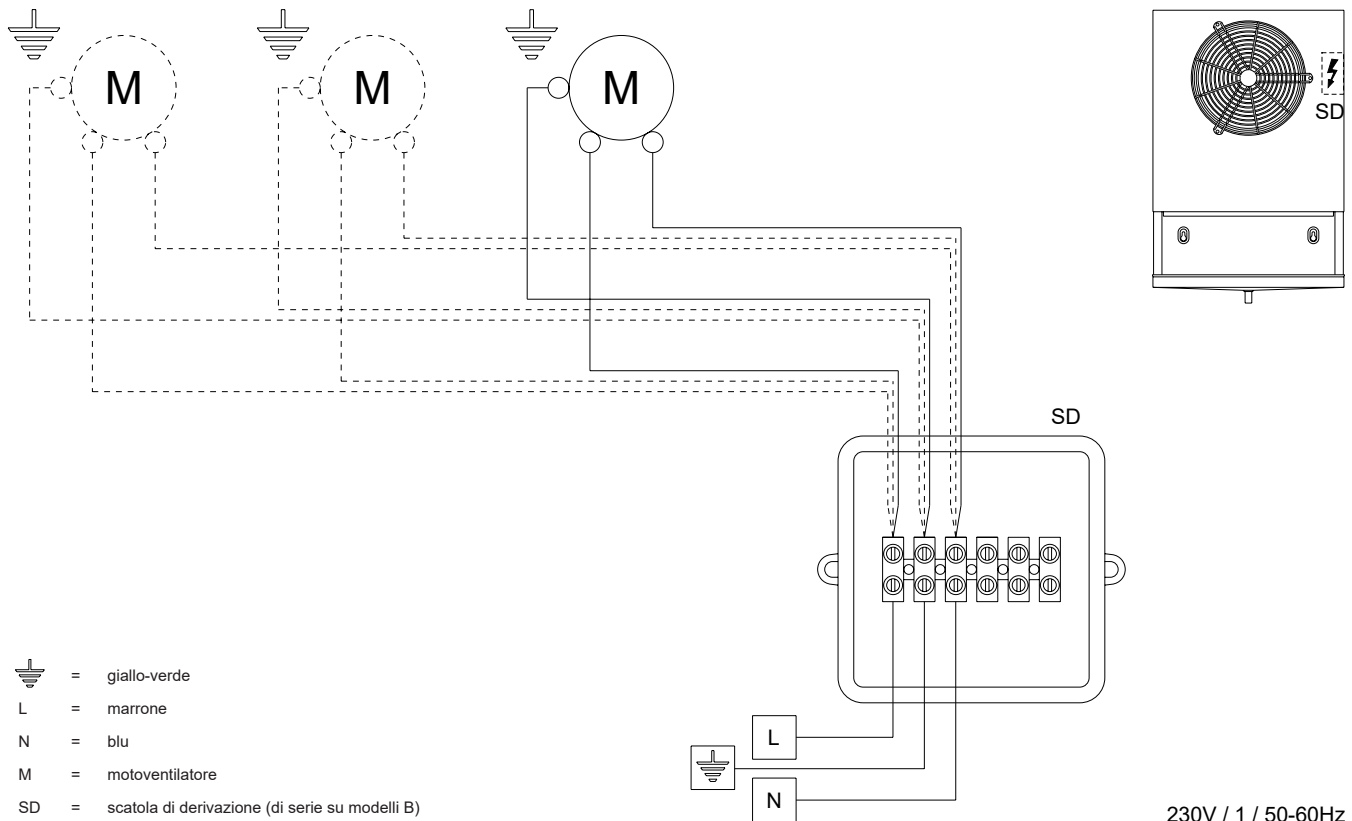 M M M
SD
SD
= giallo-verde
L = marrone
N = blu
M = motoventilatore
SD = scatola di derivazione (di serie su modelli B)
L
N
230V / 1 / 50-60Hz